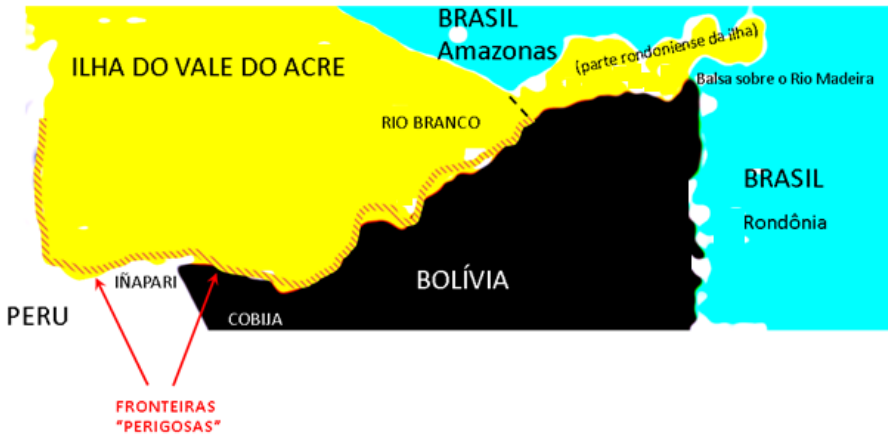 BRASIL
Amazonas
(parte rondoniense da ilha)
ILHA DO VALE DO ACRE
Balsa sobre o Rio Madeira
RIO BRANCO
BRASIL
Rondônia
BOLÍVIA
IÑAPARI
PERU
COBIJA
FRONTEIRAS
"PERIGOSAS"